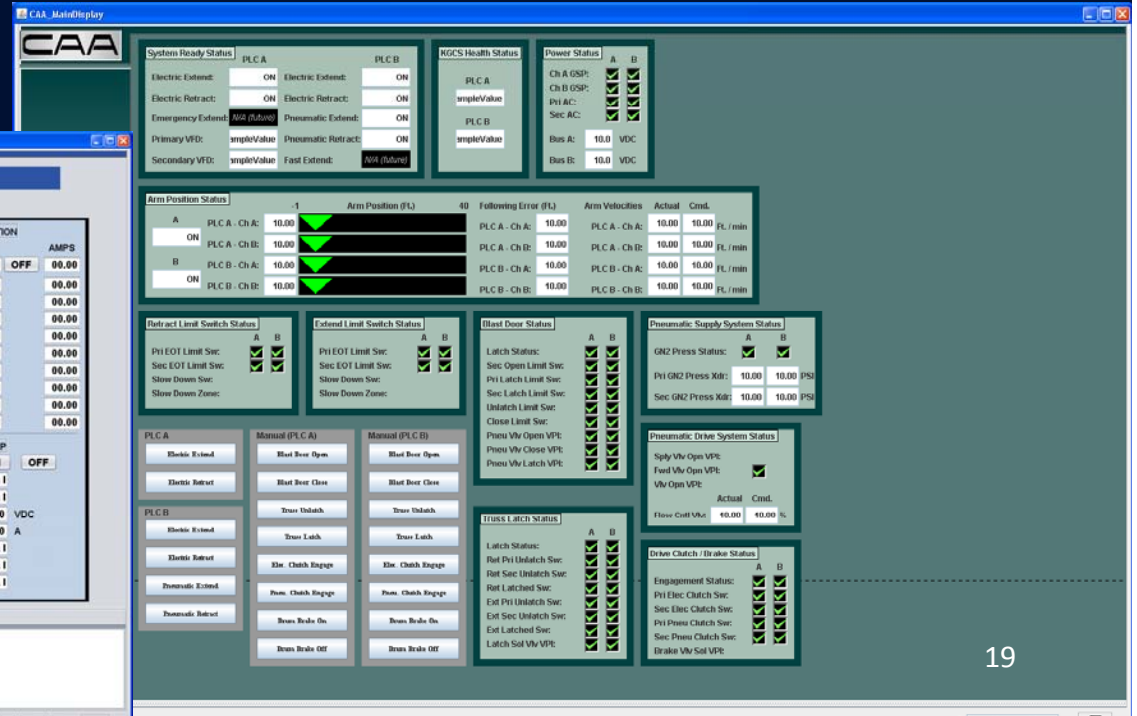 CAA_MainDisplay
CAA
System Ready Status
PLC A PLC B
Electric Extend: ON Electric Extend: ON
Electric Retract: ON Electric Retract: ON
Emergency Extend: N/A (future) Pneumatic Extend: ON
Primary VFD: ampleValue Pneumatic Retract: ON
Secondary VFD: ampleValue Fast Extend: N/A (future)
KGCS Health Status
PLC A
ampleValue
PLC B
ampleValue
Power Status A B
Ch A GSP:
Ch B GSP:
Pri AC:
Sec AC:
Bus A: 10.0 VDC
Bus B: 10.0 VDC
Arm Position Status
-1 Arm Position (Ft.) 40 Following Error (Ft.) Arm Velocities Actual Cmd.
A
ON
B
ON
PLC A - Ch A: 10.00 PLC A - Ch A: 10.00 PLC A - Ch A: 10.00 10.00 Ft. / min
PLC A - Ch B: 10.00 PLC A - Ch B: 10.00 PLC A - Ch B: 10.00 10.00 Ft. / min
PLC B - Ch A: 10.00 PLC B - Ch A: 10.00 PLC B - Ch A: 10.00 10.00 Ft. / min
PLC B - Ch B: 10.00 PLC B - Ch B: 10.00 PLC B - Ch B: 10.00 10.00 Ft. / min
Retract Limit Switch Status
A B
Pri EOT Limit Sw:
Sec EOT Limit Sw:
Slow Down Sw:
Slow Down Zone:
Extend Limit Switch Status
A B
Pri EOT Limit Sw:
Sec EOT Limit Sw:
Slow Down Sw:
Slow Down Zone:
Blast Door Status
A B
Latch Status:
Sec Open Limit Sw:
Pri Latch Limit Sw:
Sec Latch Limit Sw:
Unlatch Limit Sw:
Close Limit Sw:
Pneu Vlv Open VPI:
Pneu Vlv Close VPI:
Pneu Vlv Latch VPI:
Pneumatic Supply System Status
A B
GN2 Press Status:
Pri GN2 Press Xdr: 10.00 10.00 PSI
Sec GN2 Press Xdr: 10.00 10.00 PSI
PLC A
Electric Extend
Electric Retract
PLC B
Electric Extend
Electric Retract
Pneumatic Extend
Pneumatic Retract
Manual (PLC A)
Blast Door Open
Blast Door Close
Truss Unlatch
Truss Latch
Elec. Clutch Engage
Pneu. Clutch Engage
Drum Brake On
Drum Brake Off
Manual (PLC B)
Blast Door Open
Blast Door Close
Truss Unlatch
Truss Latch
Elec. Clutch Engage
Pneu. Clutch Engage
Drum Brake On
Drum Brake Off
Pneumatic Drive System Status
Sply Vlv Opn VPI:
Fwd Vlv Opn VPI:
Vlv Opn VPI:
Actual Cmd.
Flow Cntl Vlv: 10.00 10.00 %
Truss Latch Status
A B
Latch Status:
Ret Pri Unlatch Sw:
Ret Sec Unlatch Sw:
Ret Latched Sw:
Ext Pri Unlatch Sw:
Ext Sec Unlatch Sw:
Ext Latched Sw:
Latch Sol Vlv VPI:
Drive Clutch / Brake Status
A B
Engagement Status:
Pri Elec Clutch Sw:
Sec Elec Clutch Sw:
Pri Pneu Clutch Sw:
Sec Pneu Clutch Sw:
Brake Vlv Sol VPI:
AMPS
OFF 00.00
00.00
00.00
00.00
00.00
00.00
00.00
00.00
00.00
00.00
OFF
VDC
A
19